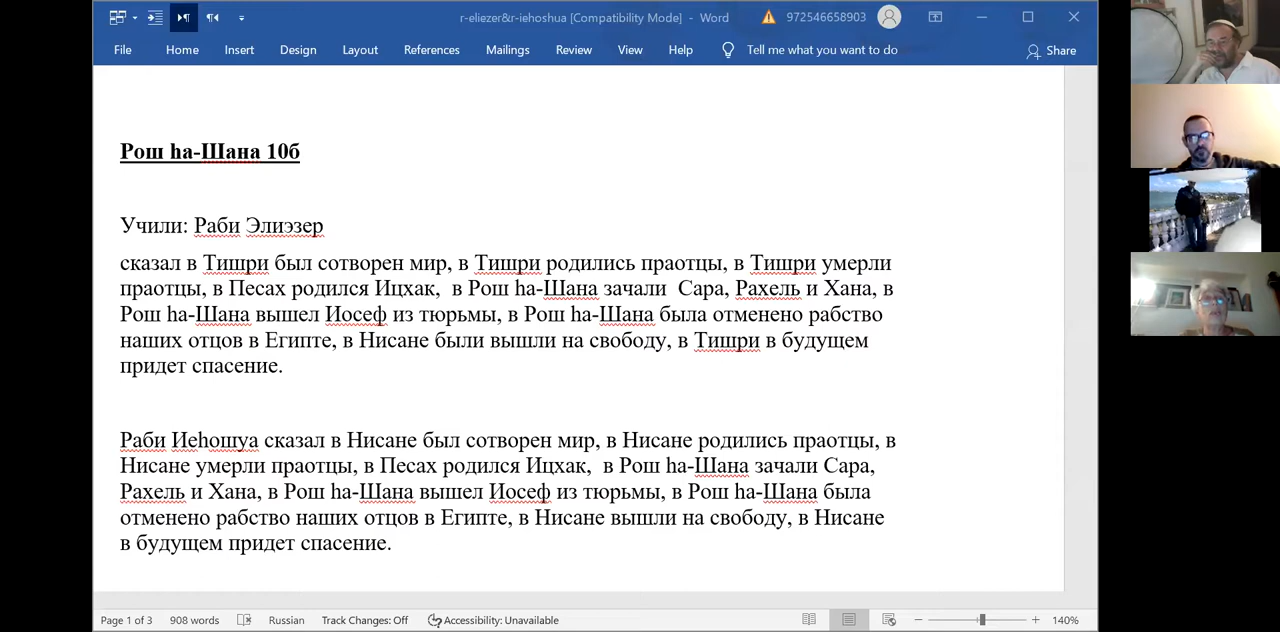 r-eliezer&r-iehoshua [Compatibility Mode] - Word
972546658903
File Home Insert Design Layout References Mailings Review View Help Tell me what you want to do Share
Рош hа-Шана 10б
Учили: Раби Элиэзер
сказал в Тишри был сотворен мир, в Тишри родились праотцы, в Тишри умерли
праотцы, в Песах родился Ицхак, в Рош hа-Шана зачали Сара, Рахель и Хана, в
Рош hа-Шана вышел Иосеф из тюрьмы, в Рош hа-Шана была отменено рабство
наших отцов в Египте, в Нисане были вышли на свободу, в Тишри в будущем
придет спасение.
Раби Иеhошуа сказал в Нисане был сотворен мир, в Нисане родились праотцы, в
Нисане умерли праотцы, в Песах родился Ицхак, в Рош hа-Шана зачали Сара,
Рахель и Хана, в Рош hа-Шана вышел Иосеф из тюрьмы, в Рош hа-Шана была
отменено рабство наших отцов в Египте, в Нисане вышли на свободу, в Нисане
в будущем придет спасение.
Page 1 of 3 908 words Russian Track Changes: Off Accessibility: Unavailable 140%